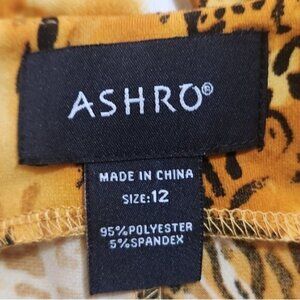 ASHRO®
MADE IN CHINA
SIZE: 12
95% POLYESTER
5% SPANDEX